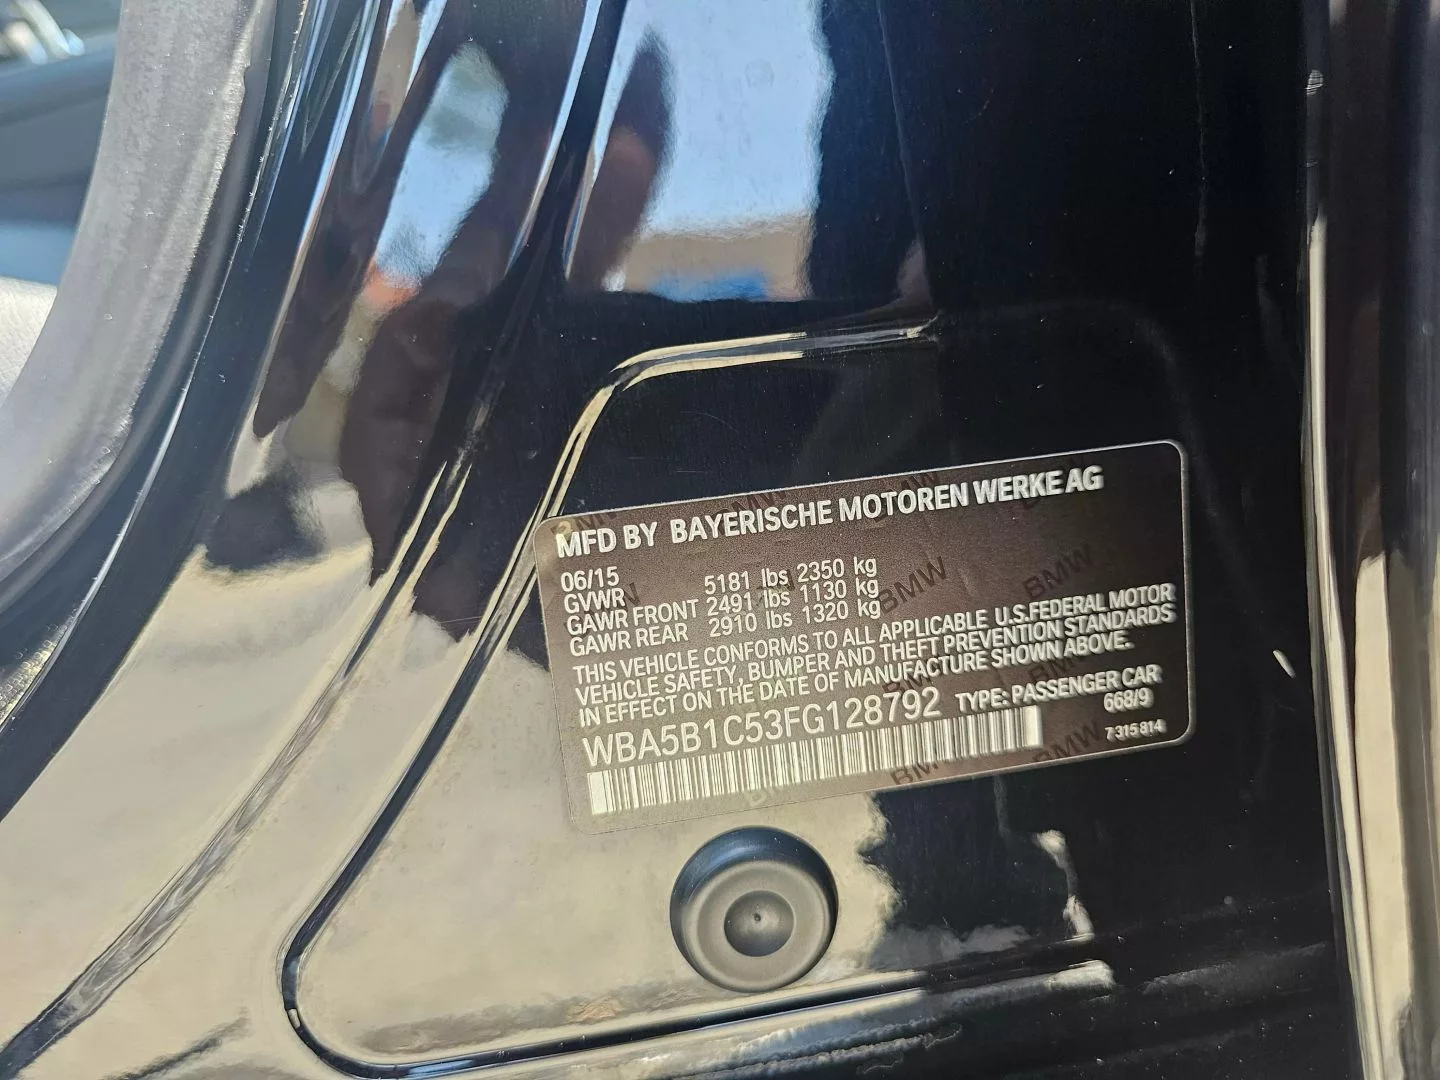 MFD BY BAYERISCHE MOTOREN WERKE AG
06/15
GVWR 5181 lbs 2350 kg
GAWR FRONT 2491 lbs 1130 kg
GAWR REAR 2910 lbs 1320 kg
THIS VEHICLE CONFORMS TO ALL APPLICABLE U.S.FEDERAL MOTOR
VEHICLE SAFETY, BUMPER AND THEFT PREVENTION STANDARDS
IN EFFECT ON THE DATE OF MANUFACTURE SHOWN ABOVE.
WBA5B1C53FG128792 TYPE: PASSENGER CAR
668/9
7 315 814